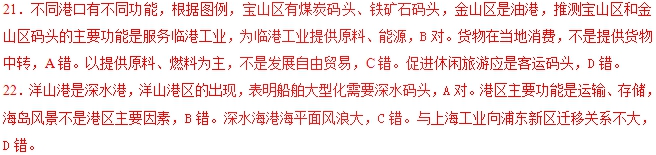 21．不同港口有不同功能，根据图例，宝山区有煤炭码头、铁矿石码头，金山区是油港，推测宝山区和金
山区码头的主要功能是服务临港工业，为临港工业提供原料、能源，B 对。货物在当地消费，不是提供货物
中转，A 错。以提供原料、燃料为主，不是发展自由贸易，C 错。促进休闲旅游应是客运码头，D 错。
22．洋山港是深水港，洋山港区的出现，表明船舶大型化需要深水码头，A 对。港区主要功能是运输、存储，
海岛风景不是港区主要因素，B 错。深水海港海平面风浪大，C 错。与上海工业向浦东新区迁移关系不大，
D 错。